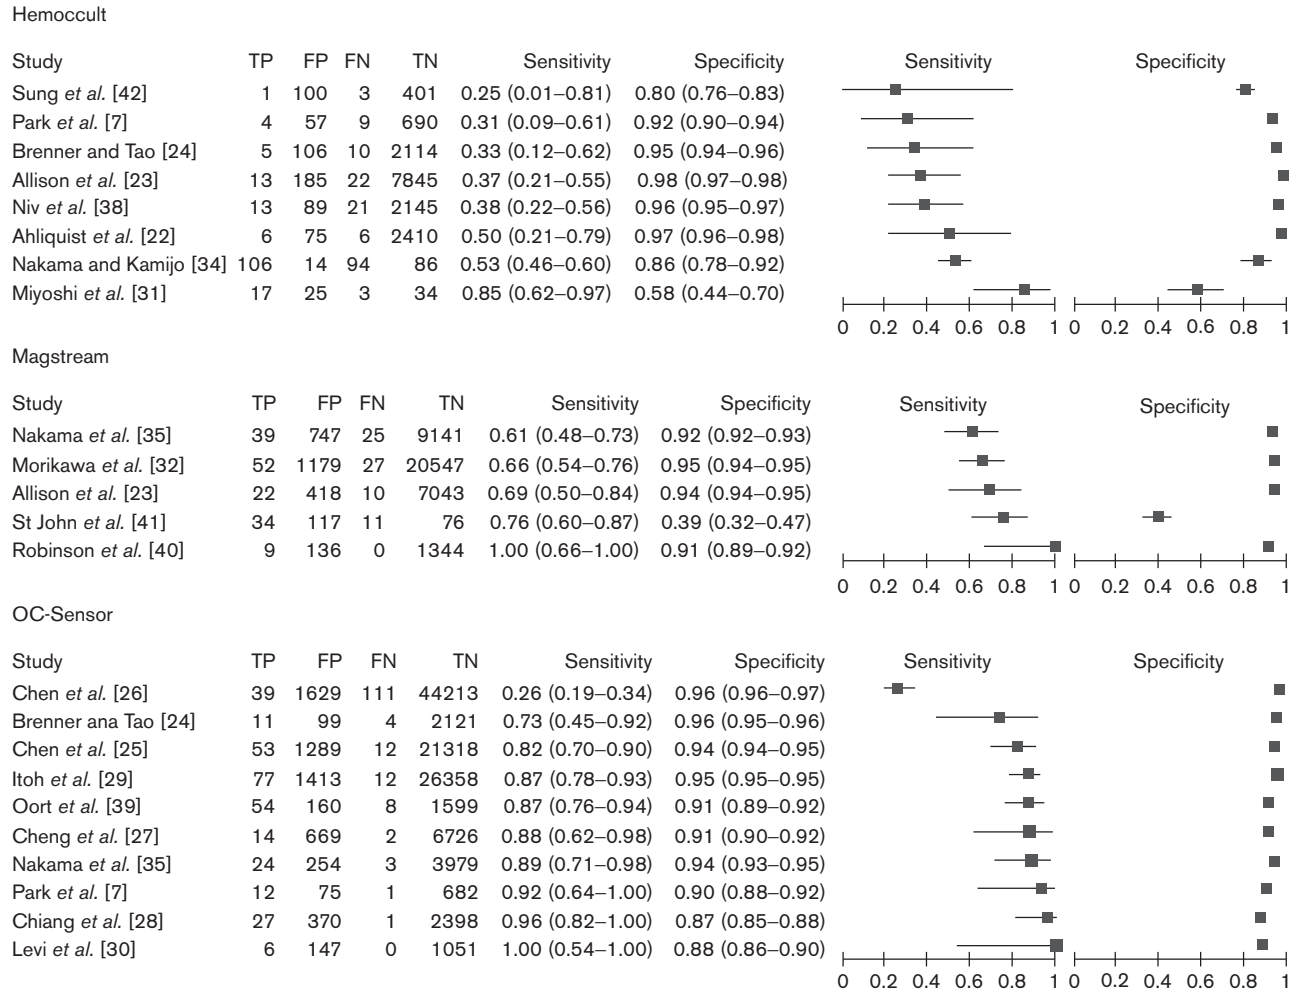 Hemoccult
Study TP FP FN TN Sensitivity Specificity Sensitivity Specificity
Sung et al. [42] 1 100 3 401 0.25 (0.01–0.81) 0.80 (0.76–0.83)
Park et al. [7] 4 57 9 690 0.31 (0.09–0.61) 0.92 (0.90–0.94)
Brenner and Tao [24] 5 106 10 2114 0.33 (0.12–0.62) 0.95 (0.94–0.96)
Allison et al. [23] 13 185 22 7845 0.37 (0.21–0.55) 0.98 (0.97–0.98)
Niv et al. [38] 13 89 21 2145 0.38 (0.22–0.56) 0.96 (0.95–0.97)
Ahliquist et al. [22] 6 75 6 2410 0.50 (0.21–0.79) 0.97 (0.96–0.98)
Nakama and Kamijo [34] 106 14 94 86 0.53 (0.46–0.60) 0.86 (0.78–0.92)
Miyoshi et al. [31] 17 25 3 34 0.85 (0.62–0.97) 0.58 (0.44–0.70)
0 0.2 0.4 0.6 0.8 1 0 0.2 0.4 0.6 0.8 1
Magstream
Study TP FP FN TN Sensitivity Specificity Sensitivity Specificity
Nakama et al. [35] 39 747 25 9141 0.61 (0.48–0.73) 0.92 (0.92–0.93)
Morikawa et al. [32] 52 1179 27 20547 0.66 (0.54–0.76) 0.95 (0.94–0.95)
Allison et al. [23] 22 418 10 7043 0.69 (0.50–0.84) 0.94 (0.94–0.95)
St John et al. [41] 34 117 11 76 0.76 (0.60–0.87) 0.39 (0.32–0.47)
Robinson et al. [40] 9 136 0 1344 1.00 (0.66–1.00) 0.91 (0.89–0.92)
0 0.2 0.4 0.6 0.8 1 0 0.2 0.4 0.6 0.8 1
OC-Sensor
Study TP FP FN TN Sensitivity Specificity Sensitivity Specificity
Chen et al. [26] 39 1629 111 44213 0.26 (0.19–0.34) 0.96 (0.96–0.97)
Brenner ana Tao [24] 11 99 4 2121 0.73 (0.45–0.92) 0.96 (0.95–0.96)
Chen et al. [25] 53 1289 12 21318 0.82 (0.70–0.90) 0.94 (0.94–0.95)
Itoh et al. [29] 77 1413 12 26358 0.87 (0.78–0.93) 0.95 (0.95–0.95)
Oort et al. [39] 54 160 8 1599 0.87 (0.76–0.94) 0.91 (0.89–0.92)
Cheng et al. [27] 14 669 2 6726 0.88 (0.62–0.98) 0.91 (0.90–0.92)
Nakama et al. [35] 24 254 3 3979 0.89 (0.71–0.98) 0.94 (0.93–0.95)
Park et al. [7] 12 75 1 682 0.92 (0.64–1.00) 0.90 (0.88–0.92)
Chiang et al. [28] 27 370 1 2398 0.96 (0.82–1.00) 0.87 (0.85–0.88)
Levi et al. [30] 6 147 0 1051 1.00 (0.54–1.00) 0.88 (0.86–0.90)
0 0.2 0.4 0.6 0.8 1 0 0.2 0.4 0.6 0.8 1